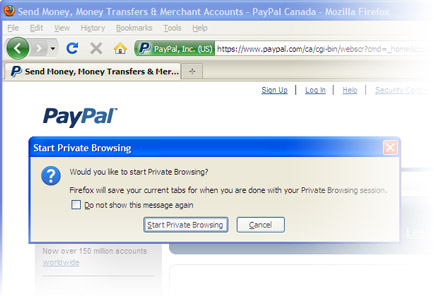 Send Money, Money Transfers & Merchant Accounts - PayPal Canada - Mozilla Firefox
File Edit View History Bookmarks Tools Help
PayPal, Inc. (US) https://www.paypal.com/ca/cgi-bin/webscr?cmd=_home
Send Money, Money Transfers & Mer...
Sign Up | Log In | Help | Security
PayPal
Start Private Browsing
Would you like to start Private Browsing?
Firefox will save your current tabs for when you are done with your Private Browsing session.
Do not show this message again
Start Private Browsing Cancel
Now over 150 million accounts
worldwide